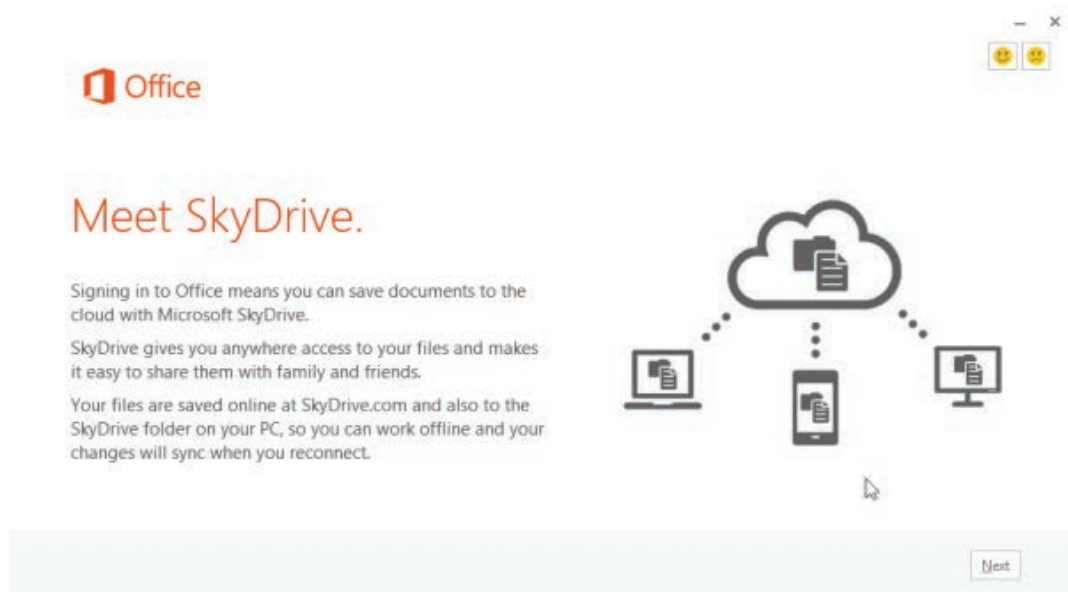 Office
Meet SkyDrive.
Signing in to Office means you can save documents to the
cloud with Microsoft SkyDrive.
SkyDrive gives you anywhere access to your files and makes
it easy to share them with family and friends.
Your files are saved online at SkyDrive.com and also to the
SkyDrive folder on your PC, so you can work offline and your
changes will sync when you reconnect.
Next